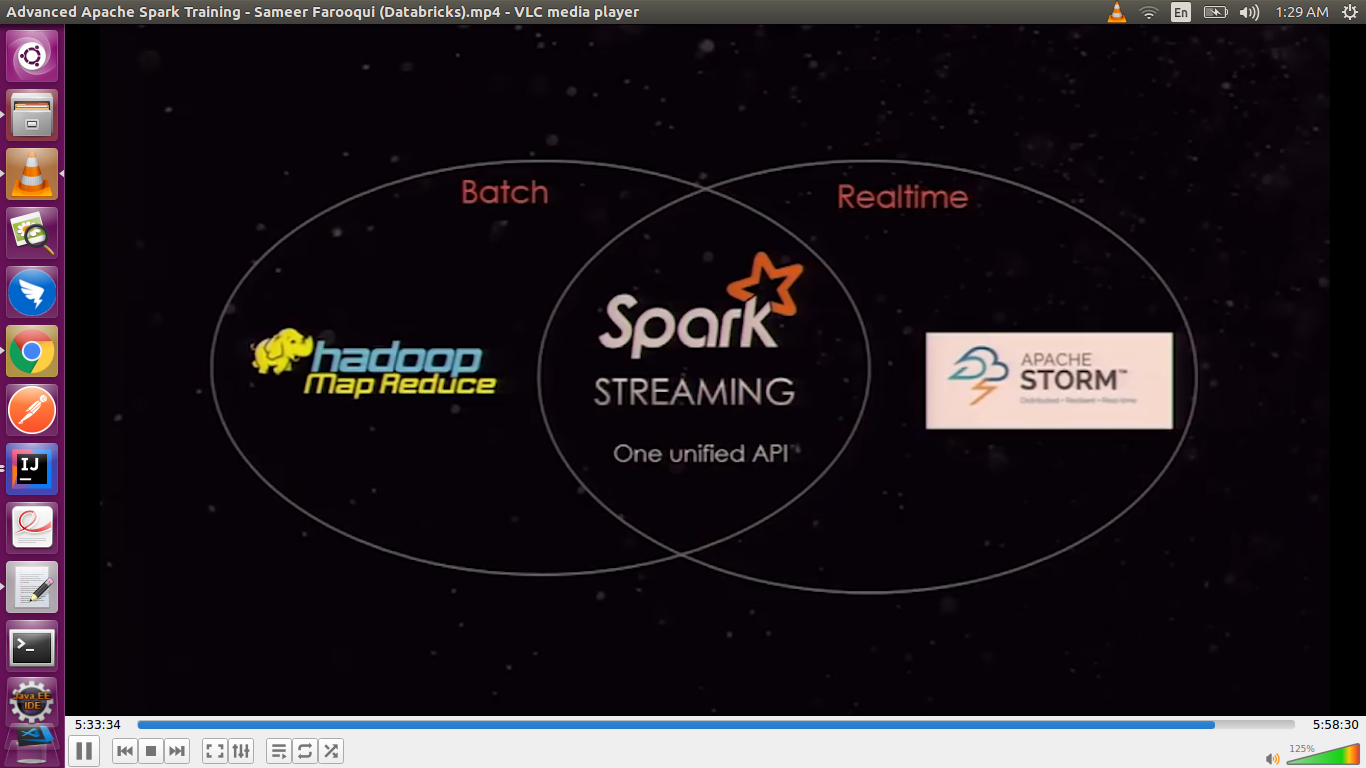 Advanced Apache Spark Training - Sameer Farooqui (Databricks).mp4 - VLC media player
En
1:29 AM
Batch
Realtime
hadoop
Map Reduce
Spark
STREAMING
One unified API
APACHE
STORM™
Distributed • Resilient • Real-time
IJ
>_
Java EE
IDE
5:33:34
5:58:30
125%